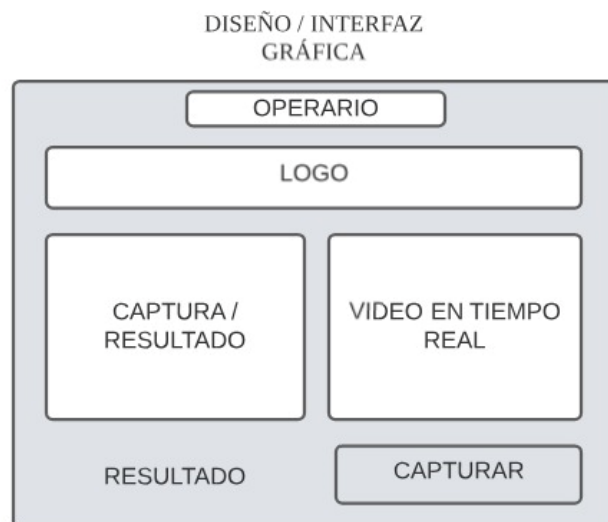 DISEÑO / INTERFAZ
GRÁFICA
OPERARIO
LOGO
CAPTURA /
RESULTADO
VIDEO EN TIEMPO
REAL
RESULTADO
CAPTURAR